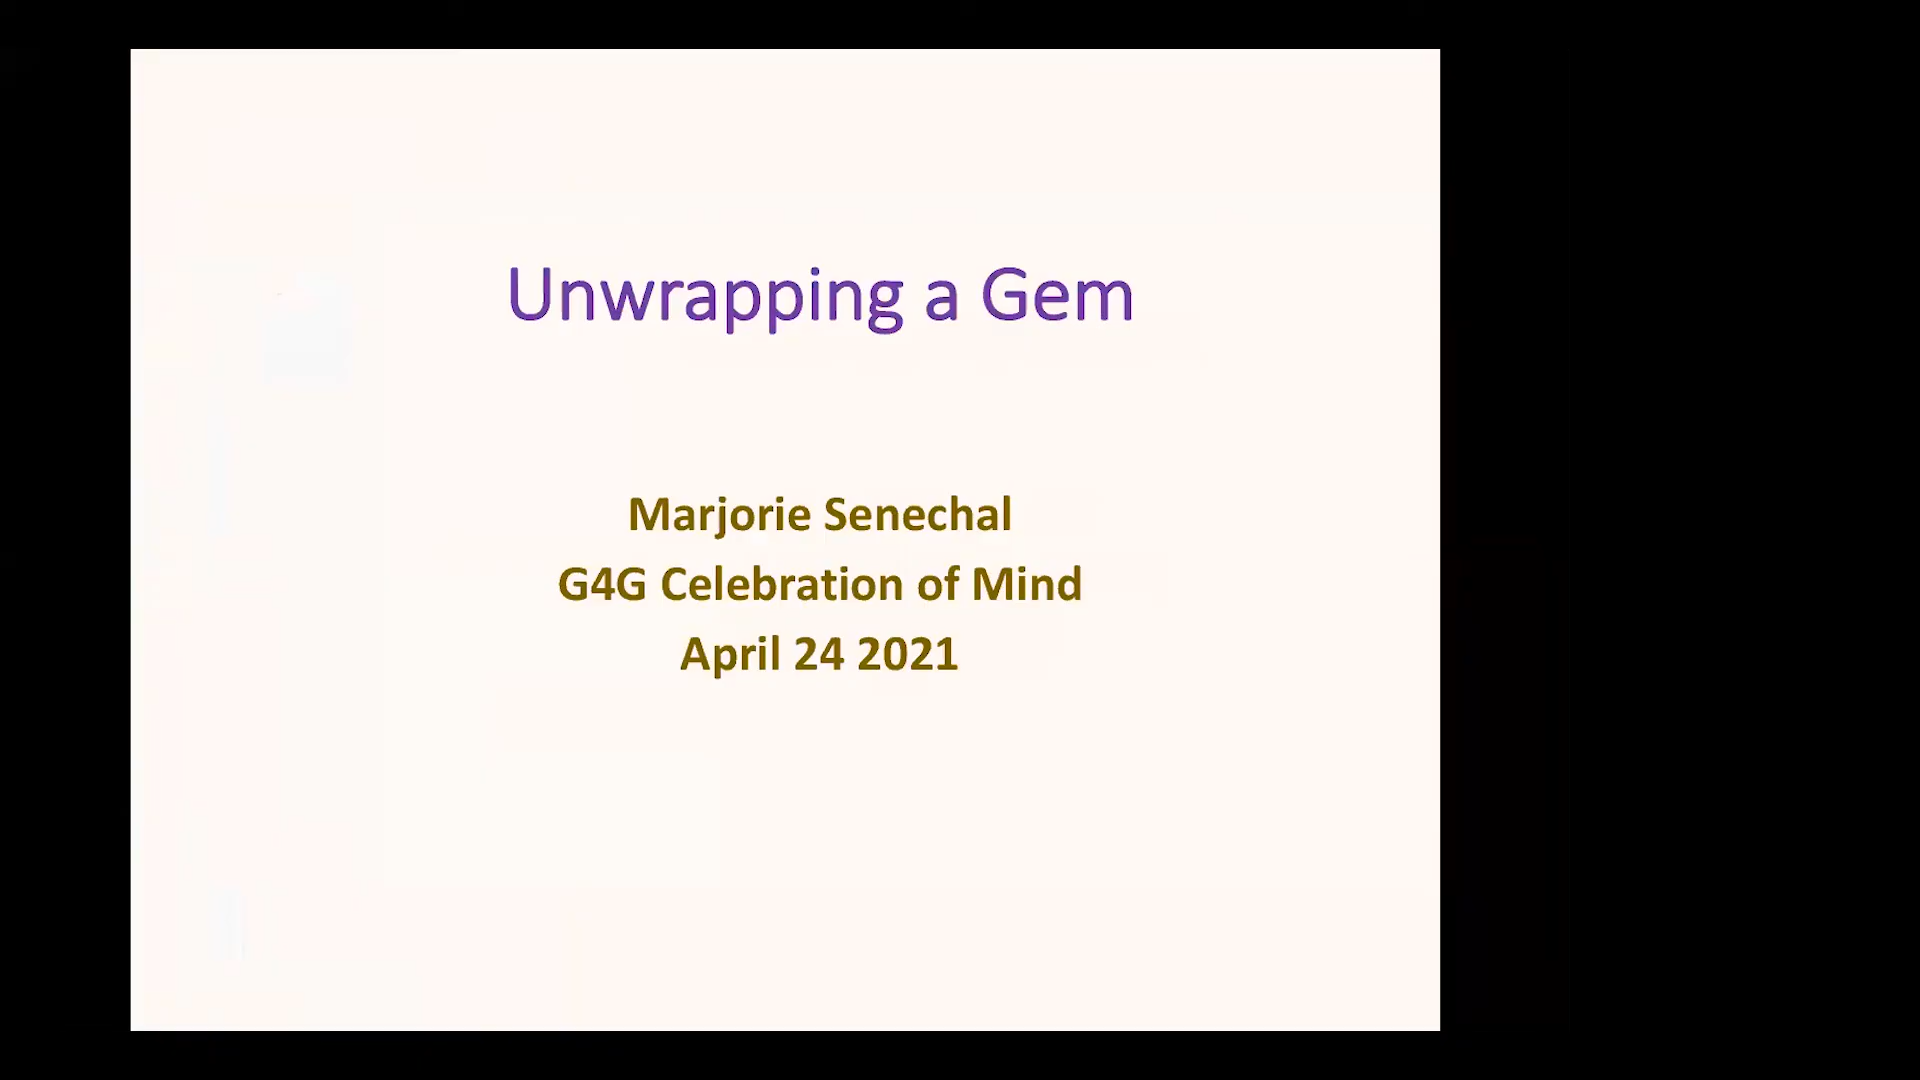 Unwrapping a Gem
Marjorie Senechal
G4G Celebration of Mind
April 24 2021